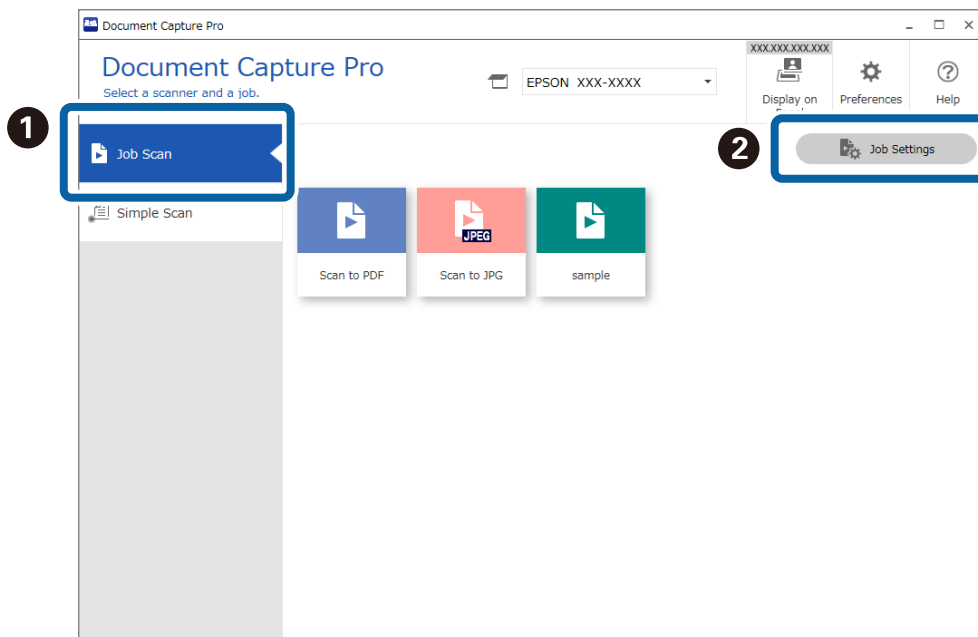 Document Capture Pro
Document Capture Pro
Select a scanner and a job.
EPSON XXX-XXXX
XXX.XXX.XXX.XXX
Display on
Preferences
Help
1
Job Scan
2
Job Settings
Simple Scan
JPEG
Scan to PDF
Scan to JPG
sample